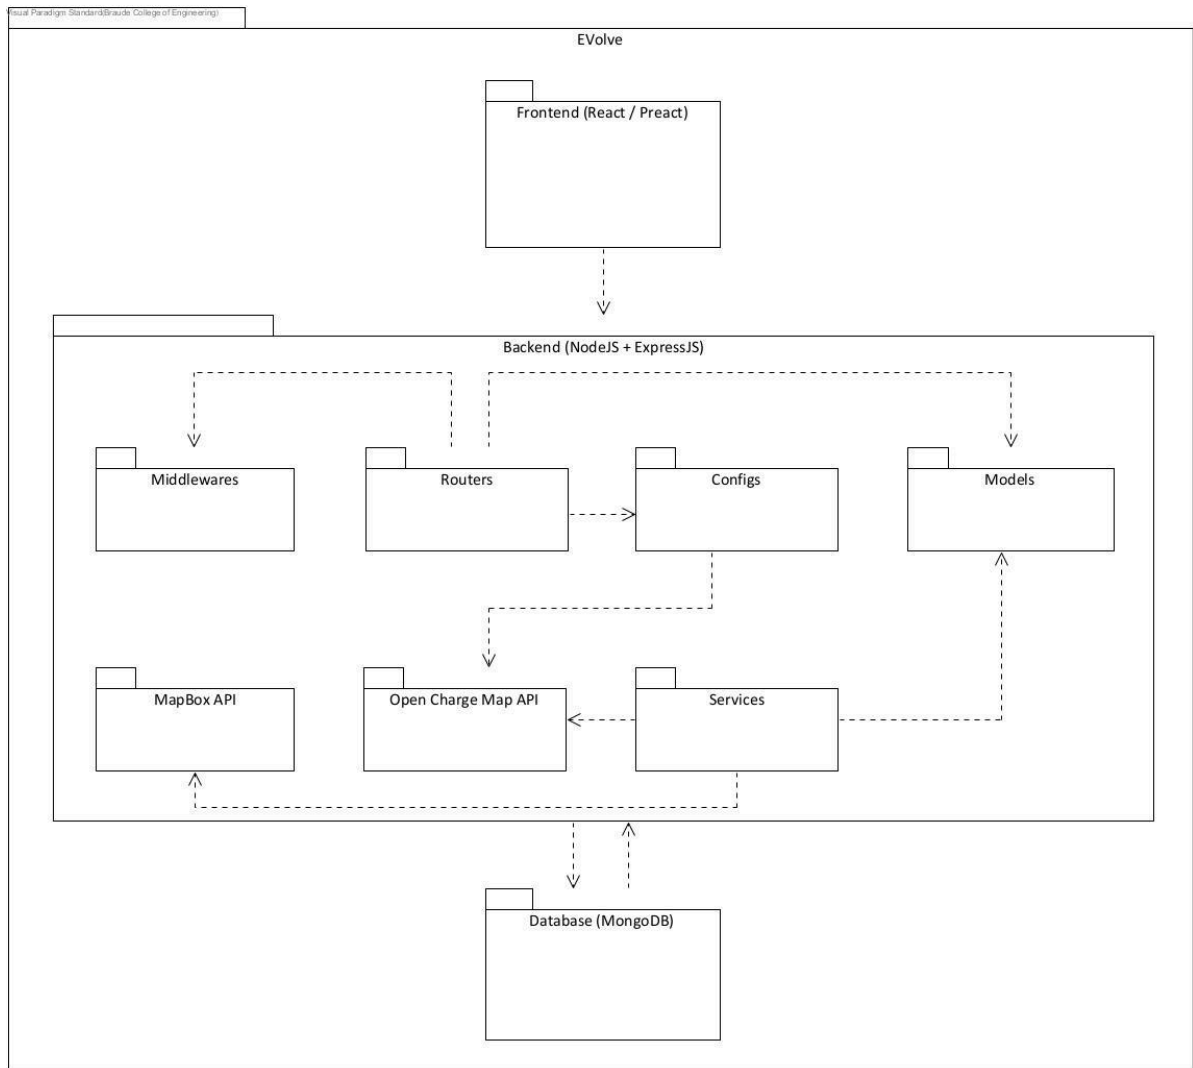 Visual Paradigm Standard(Braude College of Engineering)
EVolve
Frontend (React / Preact)
Backend (NodeJS + ExpressJS)
Middlewares
Routers
Configs
Models
MapBox API
Open Charge Map API
Services
Database (MongoDB)